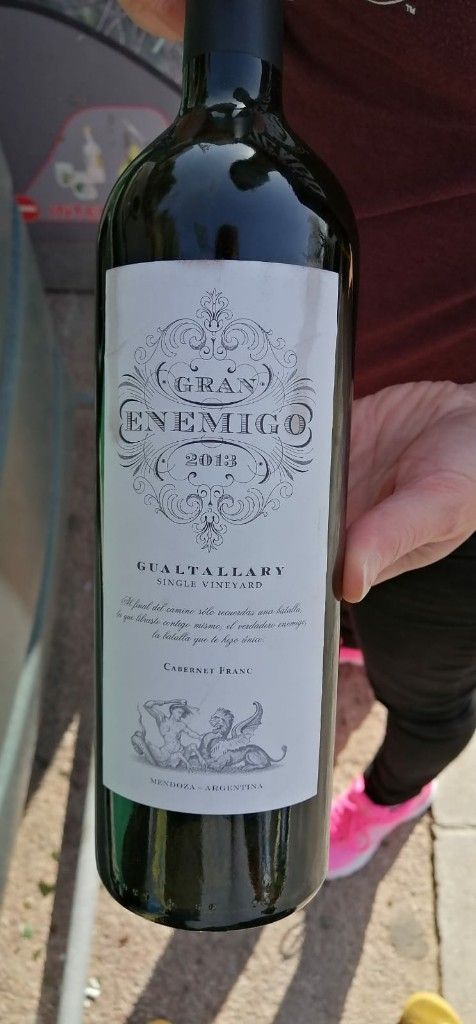 GRAN
ENEMIGO
2013
GUALTALLARY
SINGLE VINEYARD
Al final del camino sólo recuerdas una batalla,
la que libraste contigo mismo, el verdadero enemigo,
la batalla que te hizo único.
CABERNET FRANC
MENDOZA - ARGENTINA
TM